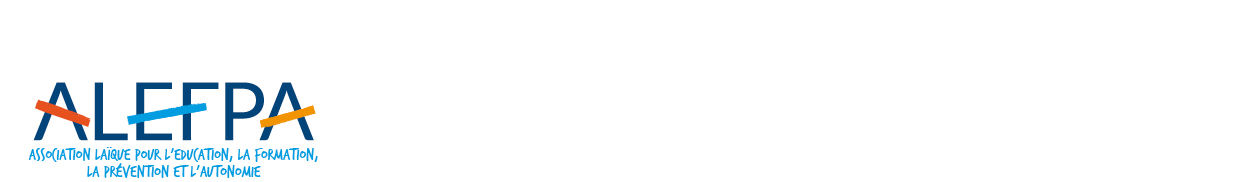 ALEFPA
ASSOCIATION LAÏQUE POUR L'EDUCATION, LA FORMATION,
LA PRÉVENTION ET L'AUTONOMIE